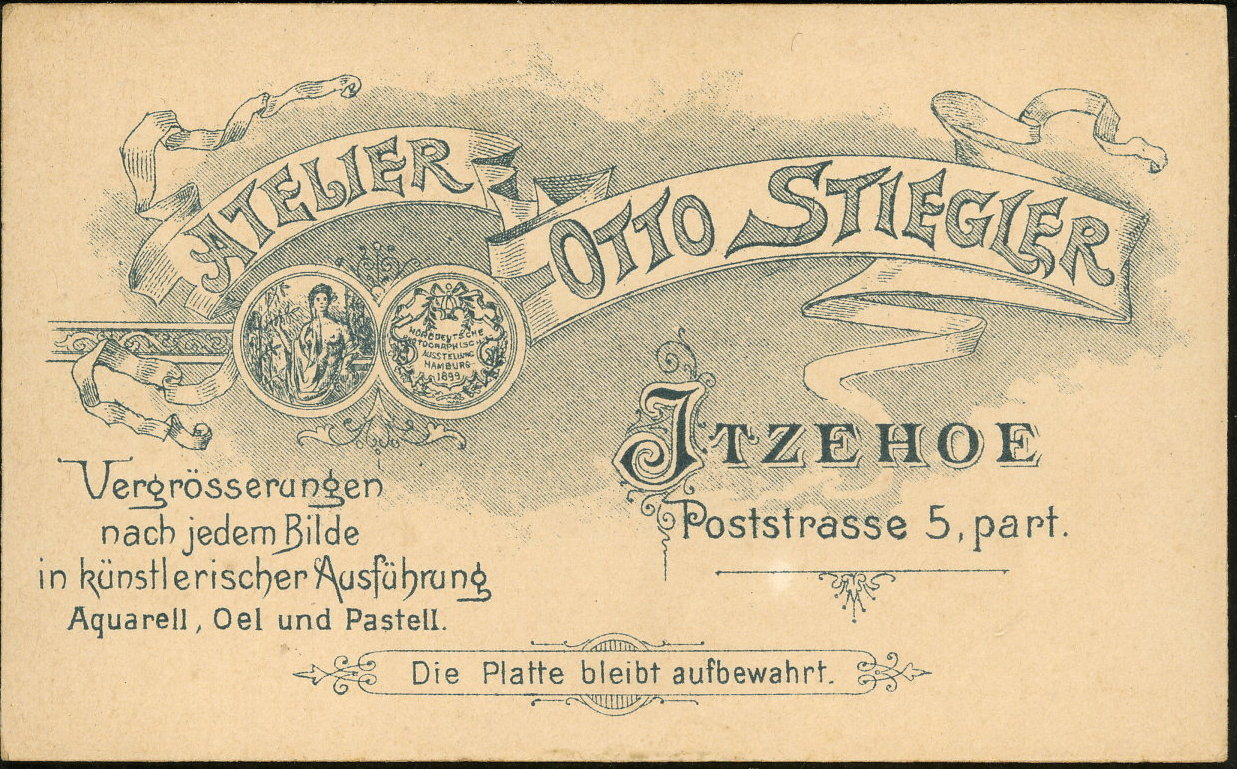 ATELIER
OTTO STIEGLER
NORDDEUTSCHE
PHOTOGRAPHISCHE
AUSSTELLUNG
HAMBURG
1899
ITZEHOE
Poststrasse 5, part.
Vergrösserungen
nach jedem Bilde
in künstlerischer Ausführung
Aquarell, Oel und Pastell.
Die Platte bleibt aufbewahrt.